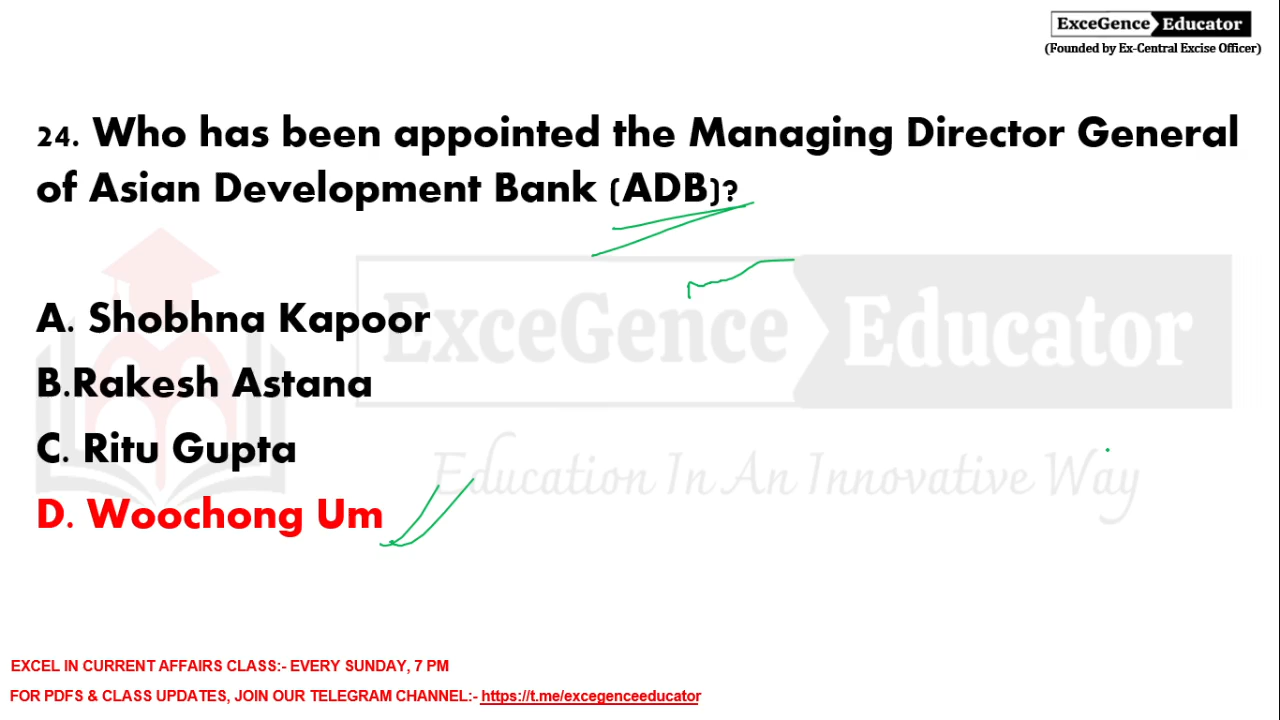 ExceGence Educator
(Founded by Ex-Central Excise Officer)
24. Who has been appointed the Managing Director General
of Asian Development Bank (ADB)?
ExceGence Educator
A. Shobhna Kapoor
B.Rakesh Astana
C. Ritu Gupta
Education In An Innovative Way
D. Woochong Um
EXCEL IN CURRENT AFFAIRS CLASS:- EVERY SUNDAY, 7 PM
FOR PDFS & CLASS UPDATES, JOIN OUR TELEGRAM CHANNEL:- https://t.me/excegenceeducator